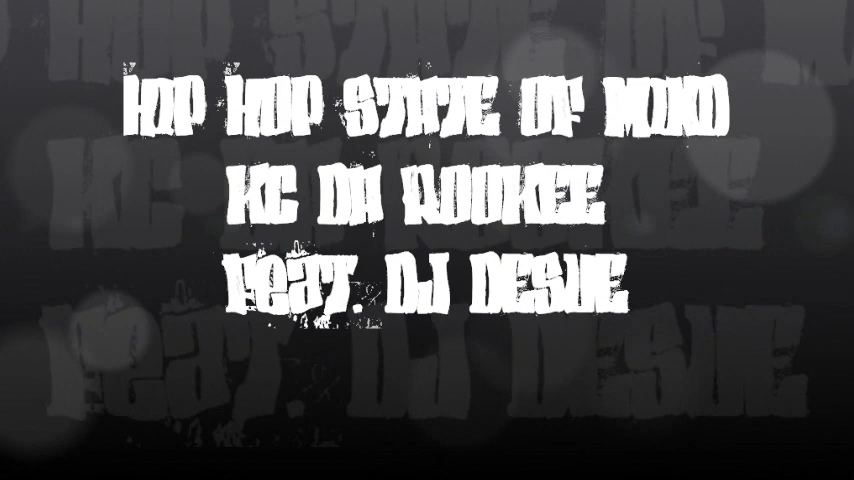 HIP HOP STATE OF MIND
KC DA ROOKEE
FEAT. DJ DESUE